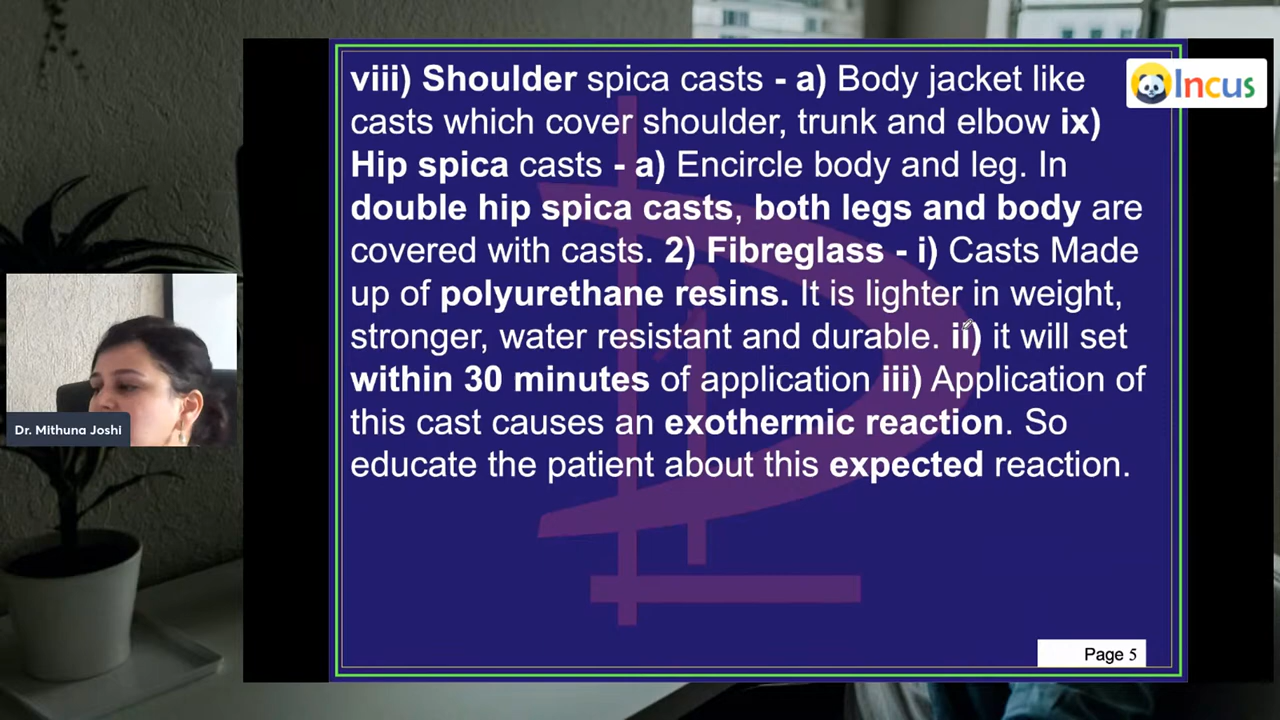 viii) Shoulder spica casts - a) Body jacket like
casts which cover shoulder, trunk and elbow ix)
Hip spica casts - a) Encircle body and leg. In
double hip spica casts, both legs and body are
covered with casts. 2) Fibreglass - i) Casts Made
up of polyurethane resins. It is lighter in weight,
stronger, water resistant and durable. ii) it will set
within 30 minutes of application iii) Application of
this cast causes an exothermic reaction. So
educate the patient about this expected reaction.
Incus
Dr. Mithuna Joshi
Page 5